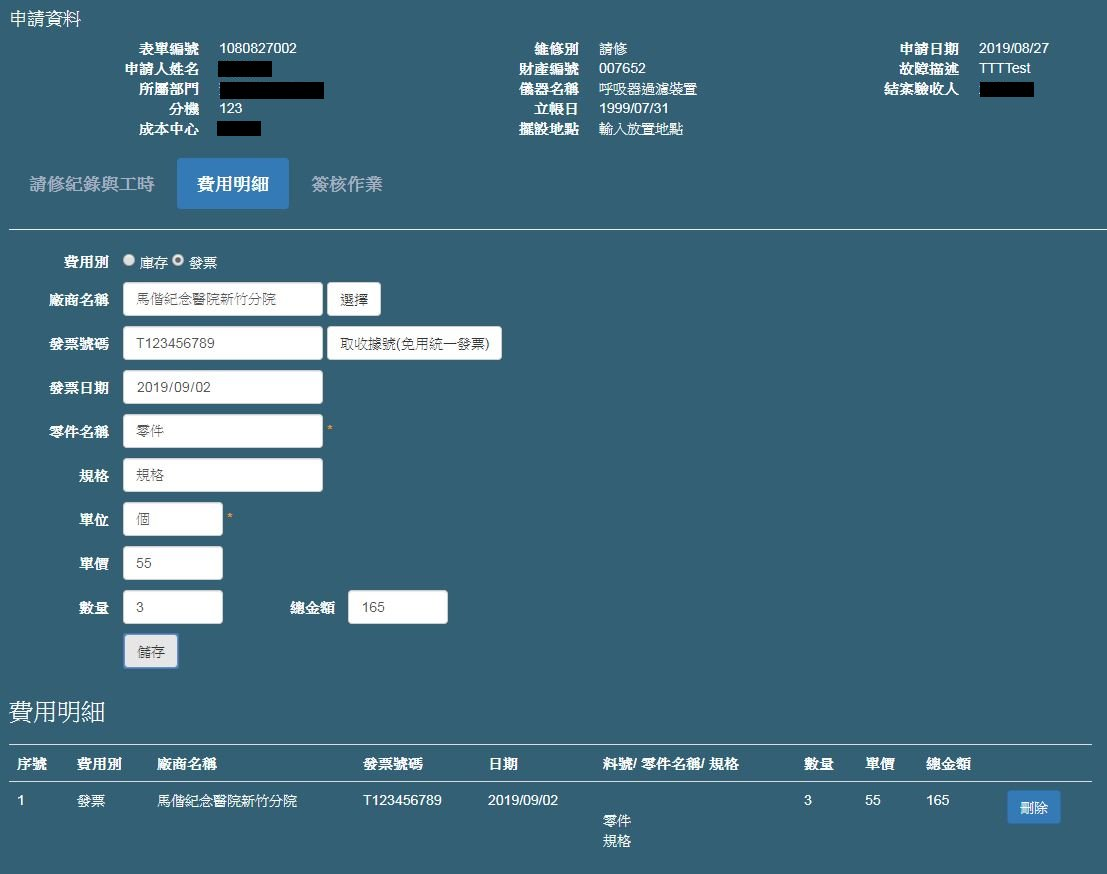 申請資料
表單編號 1080827002 維修別 請修 申請日期 2019/08/27
申請人姓名 財產編號 007652 故障描述 TTTTest
所屬部門 儀器名稱 呼吸器過濾裝置 結案驗收人
分機 123 立帳日 1999/07/31
成本中心 擺設地點 輸入放置地點
請修紀錄與工時 費用明細 簽核作業
費用別 庫存 發票
廠商名稱 馬偕紀念醫院新竹分院 選擇
發票號碼 T123456789 取收據號(免用統一發票)
發票日期 2019/09/02
零件名稱 零件 *
規格 規格
單位 個 *
單價 55
數量 3 總金額 165
儲存
費用明細
序號 費用別 廠商名稱 發票號碼 日期 料號/ 零件名稱/ 規格 數量 單價 總金額
1 發票 馬偕紀念醫院新竹分院 T123456789 2019/09/02 3 55 165 刪除
零件
規格